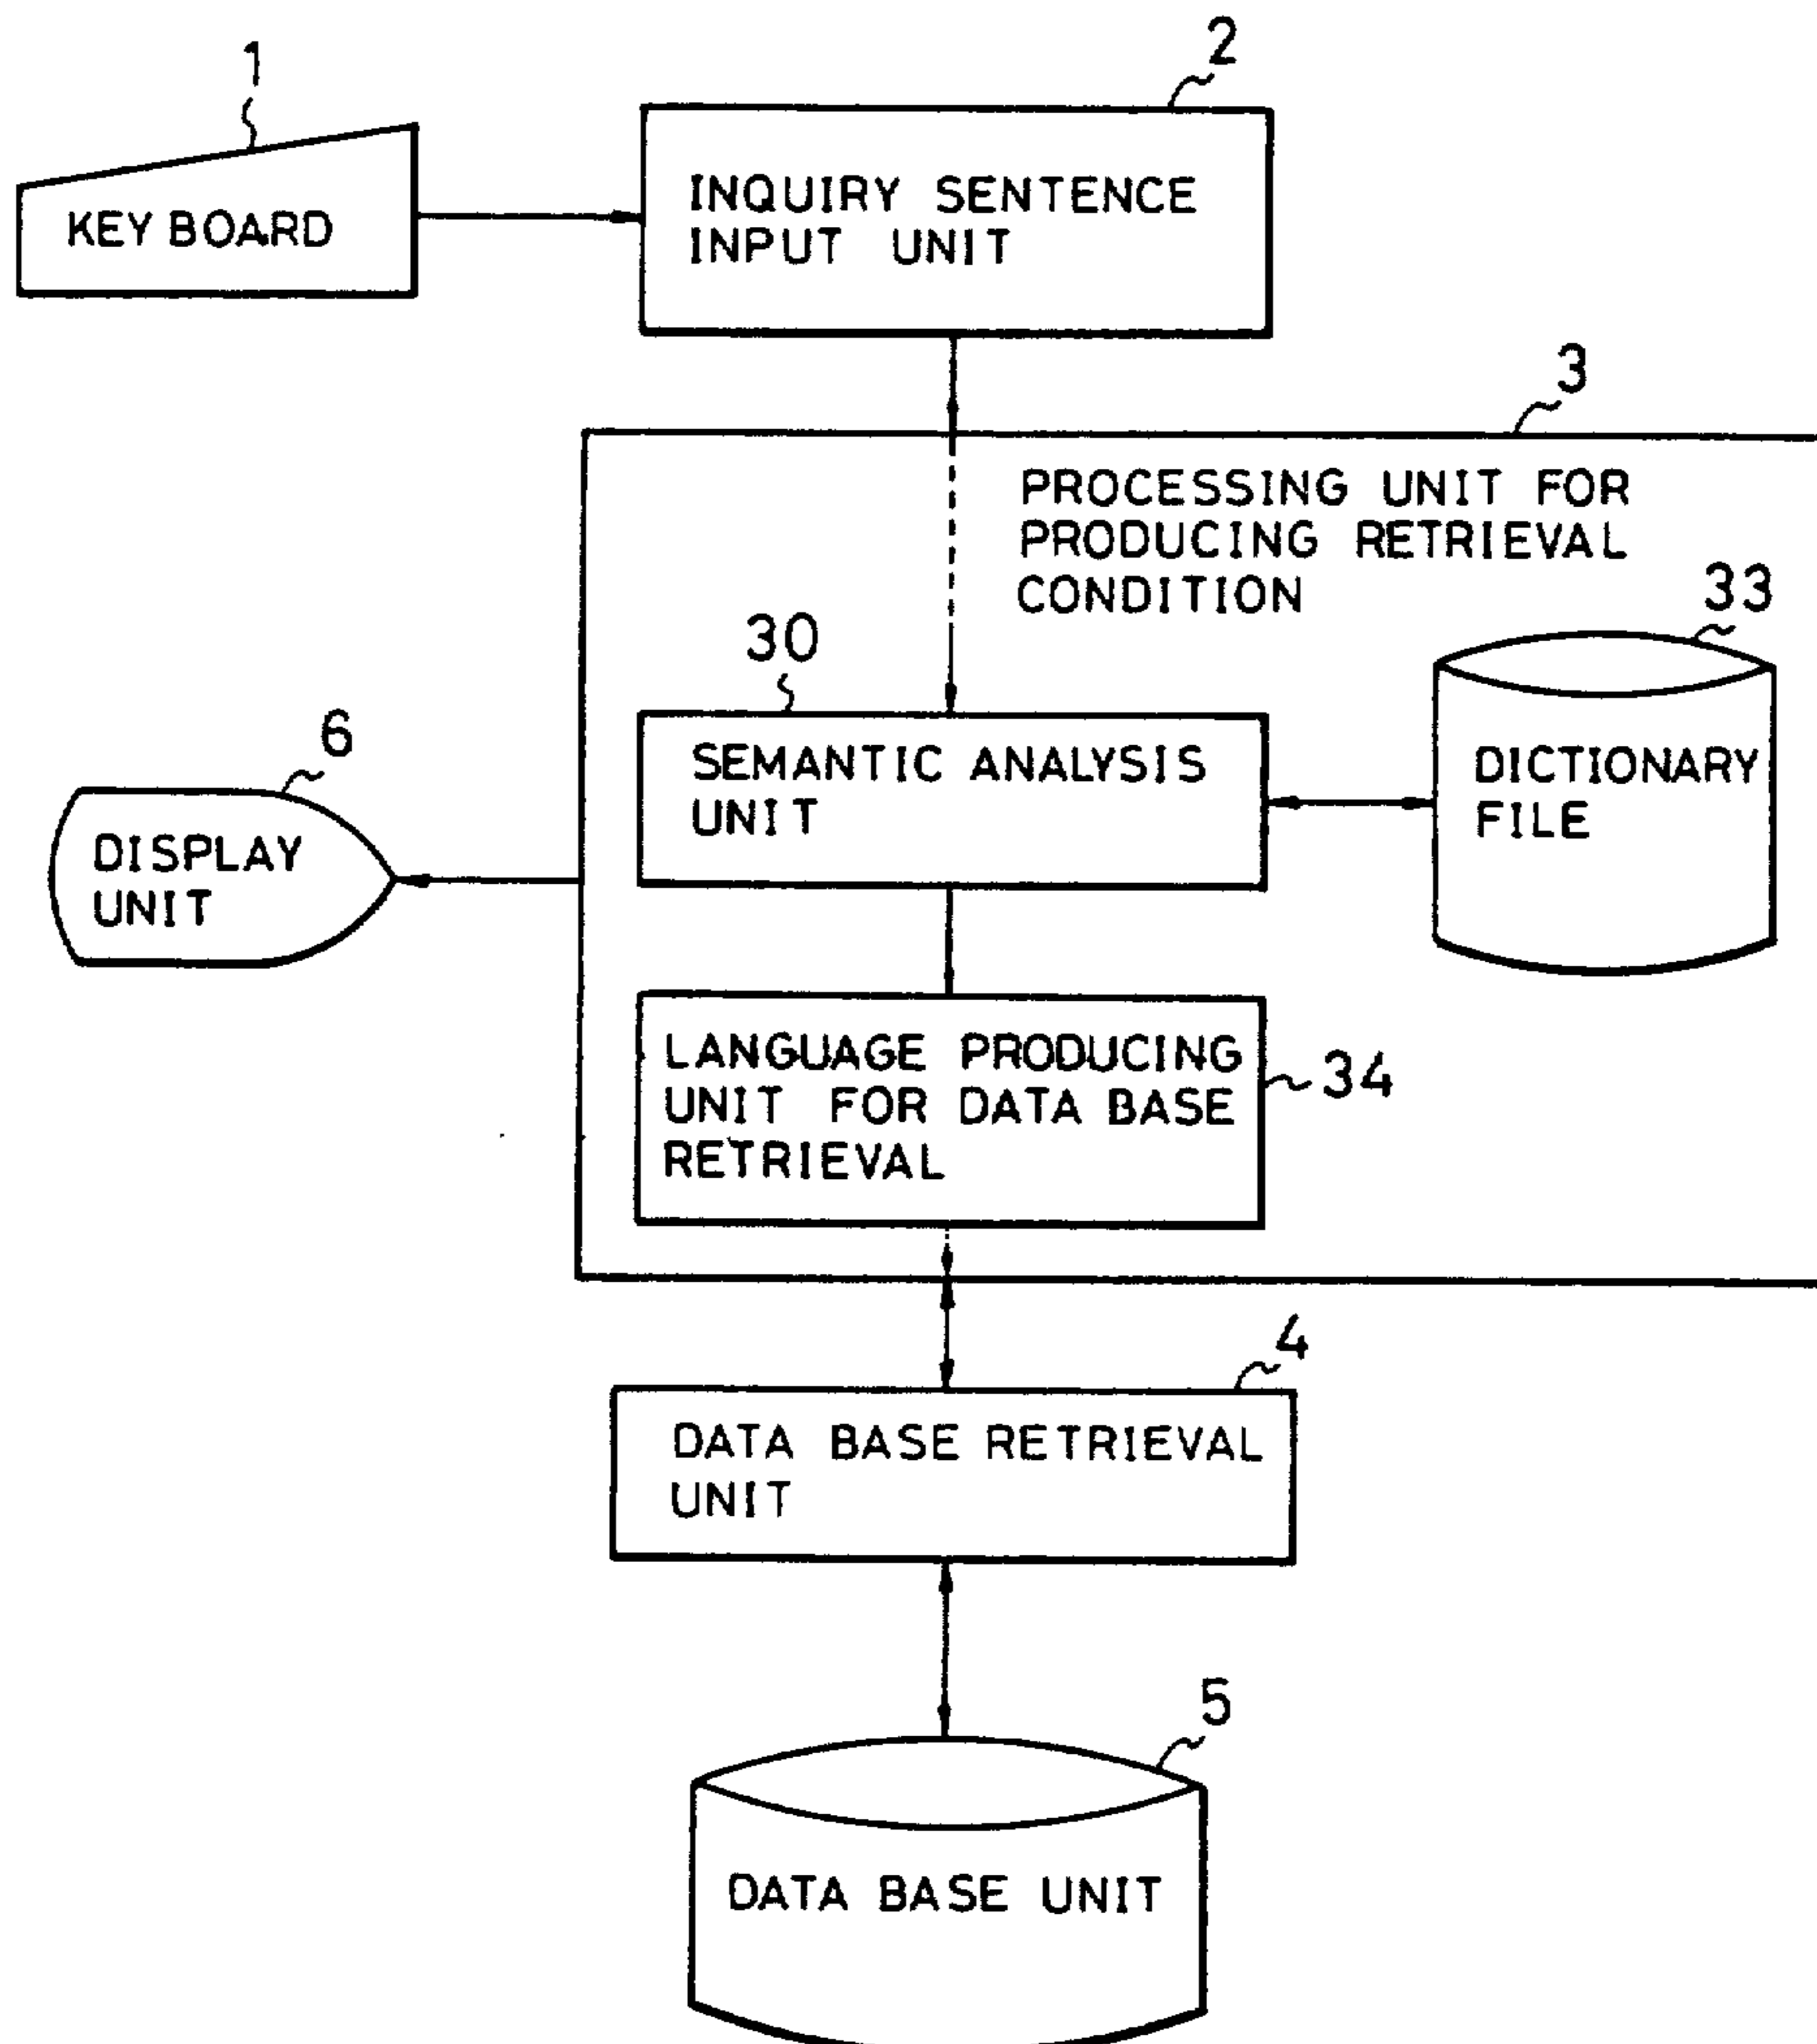 1
2
KEY BOARD
INQUIRY SENTENCE
INPUT UNIT
3
PROCESSING UNIT FOR
PRODUCING RETRIEVAL
CONDITION
33
30
SEMANTIC ANALYSIS
UNIT
DICTIONARY
FILE
6
DISPLAY
UNIT
LANGUAGE PRODUCING
UNIT FOR DATA BASE
RETRIEVAL
34
4
DATA BASE RETRIEVAL
UNIT
5
DATA BASE UNIT